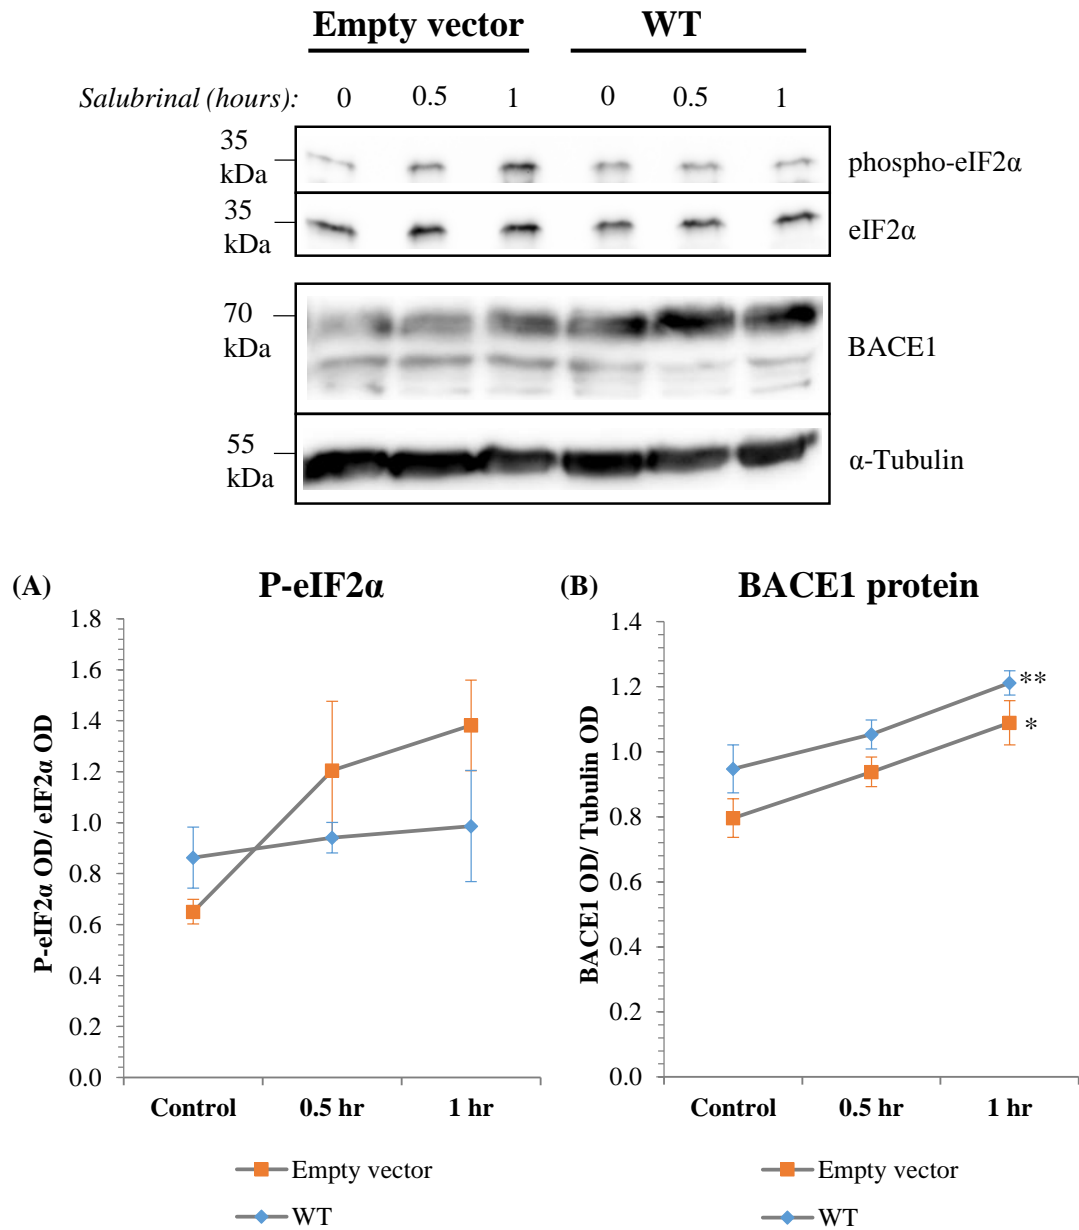 Empty vector WT
Salubrinal (hours): 0 0.5 1 0 0.5 1
35
kDa
phospho-eIF2α
35
kDa
eIF2α
70
kDa
BACE1
55
kDa
α-Tubulin
(A) P-eIF2α
P-eIF2α OD/ eIF2α OD
1.8
1.6
1.4
1.2
1.0
0.8
0.6
0.4
0.2
0.0
Control 0.5 hr 1 hr
Empty vector
WT
(B) BACE1 protein
BACE1 OD/ Tubulin OD
1.4
1.2
1.0
0.8
0.6
0.4
0.2
0.0
**
*
Control 0.5 hr 1 hr
Empty vector
WT